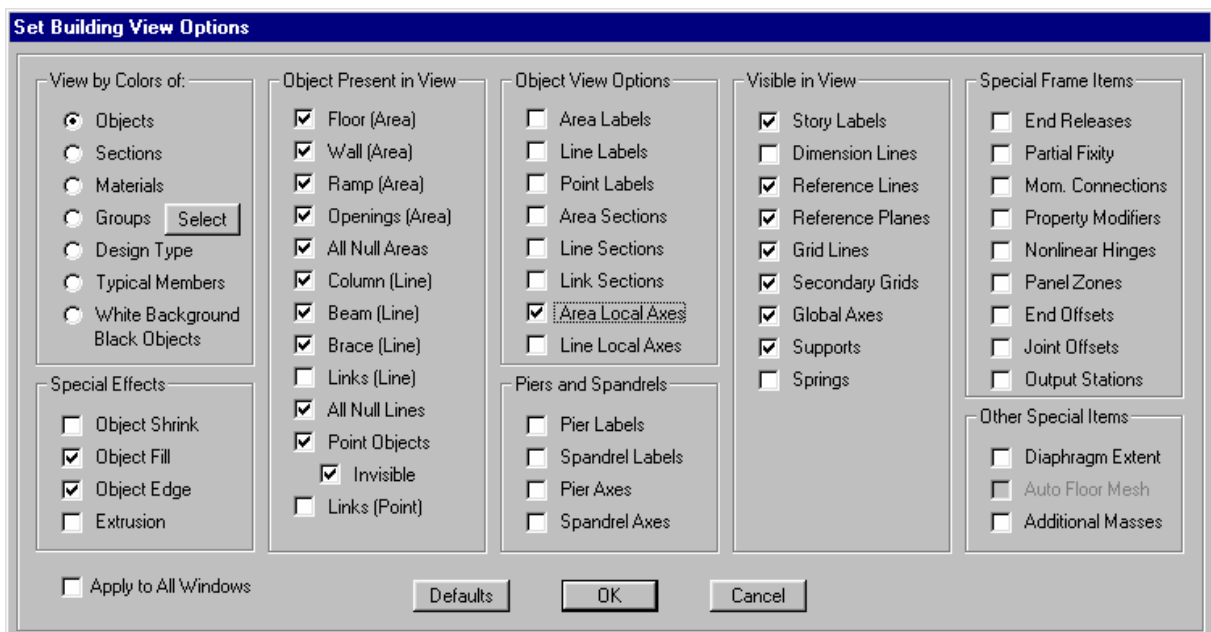 Set Building View Options
View by Colors of:
Objects
Sections
Materials
Groups
Select
Design Type
Typical Members
White Background
Black Objects
Special Effects
Object Shrink
Object Fill
Object Edge
Extrusion
Object Present in View
Floor (Area)
Wall (Area)
Ramp (Area)
Openings (Area)
All Null Areas
Column (Line)
Beam (Line)
Brace (Line)
Links (Line)
All Null Lines
Point Objects
Invisible
Links (Point)
Object View Options
Area Labels
Line Labels
Point Labels
Area Sections
Line Sections
Link Sections
Area Local Axes
Line Local Axes
Piers and Spandrels
Pier Labels
Spandrel Labels
Pier Axes
Spandrel Axes
Visible in View
Story Labels
Dimension Lines
Reference Lines
Reference Planes
Grid Lines
Secondary Grids
Global Axes
Supports
Springs
Special Frame Items
End Releases
Partial Fixity
Mom. Connections
Property Modifiers
Nonlinear Hinges
Panel Zones
End Offsets
Joint Offsets
Output Stations
Other Special Items
Diaphragm Extent
Auto Floor Mesh
Additional Masses
Apply to All Windows
Defaults
OK
Cancel